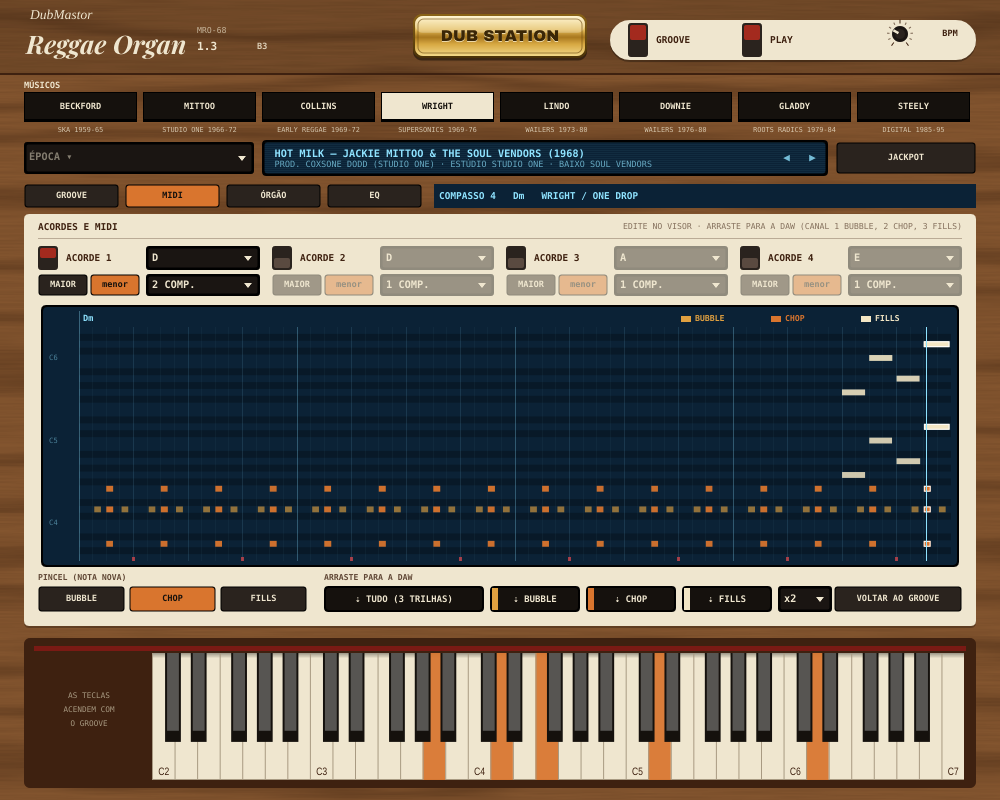 DubMastor
Reggae Organ
MRO-68
1.3
B3
DUB STATION
GROOVE
PLAY
BPM
MÚSICOS
BECKFORD
MITTOO
COLLINS
WRIGHT
LINDO
DOWNIE
GLADDY
STEELY
SKA 1959-65
STUDIO ONE 1966-72
EARLY REGGAE 1969-72
SUPERSONICS 1969-76
WAILERS 1973-80
WAILERS 1976-80
ROOTS RADICS 1979-84
DIGITAL 1985-95
ÉPOCA ▾
HOT MILK — JACKIE MITTOO & THE SOUL VENDORS (1968)
PROD. COXSONE DODD (STUDIO ONE) · ESTÚDIO STUDIO ONE · BAIXO SOUL VENDORS
◀ ▶
JACKPOT
GROOVE
MIDI
ÓRGÃO
EQ
COMPASSO 4 Dm WRIGHT / ONE DROP
ACORDES E MIDI
EDITE NO VISOR · ARRASTE PARA A DAW (CANAL 1 BUBBLE, 2 CHOP, 3 FILLS)
ACORDE 1
D
ACORDE 2
D
ACORDE 3
A
ACORDE 4
E
MAIOR
menor
2 COMP.
MAIOR
menor
1 COMP.
MAIOR
menor
1 COMP.
MAIOR
menor
1 COMP.
Dm
BUBBLE
CHOP
FILLS
C6
C5
C4
PINCEL (NOTA NOVA)
ARRASTE PARA A DAW
BUBBLE
CHOP
FILLS
⇣ TUDO (3 TRILHAS)
⇣ BUBBLE
⇣ CHOP
⇣ FILLS
x2
VOLTAR AO GROOVE
AS TECLAS
ACENDEM COM
O GROOVE
C2
C3
C4
C5
C6
C7